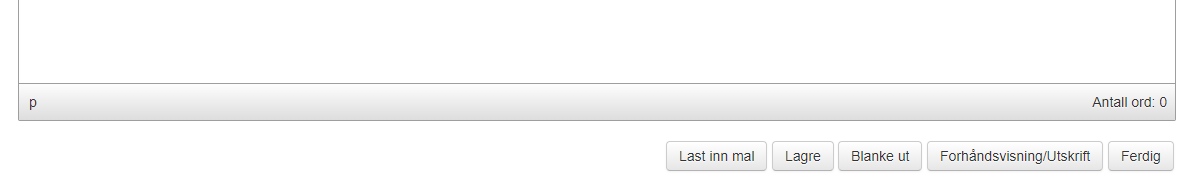 p Antall ord: 0
Last inn mal Lagre Blanke ut Forhåndsvisning/Utskrift Ferdig